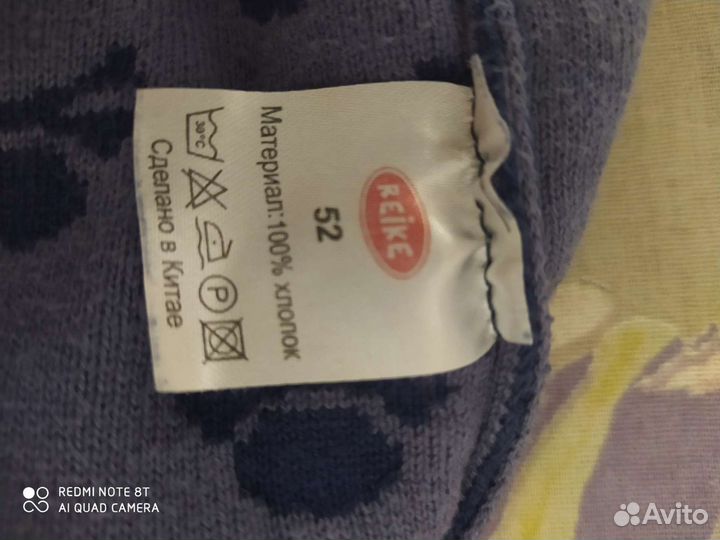 REIKE
52
Материал:100% хлопок
30°C
P
Сделано в Китае
REDMI NOTE 8T
AI QUAD CAMERA
Avito